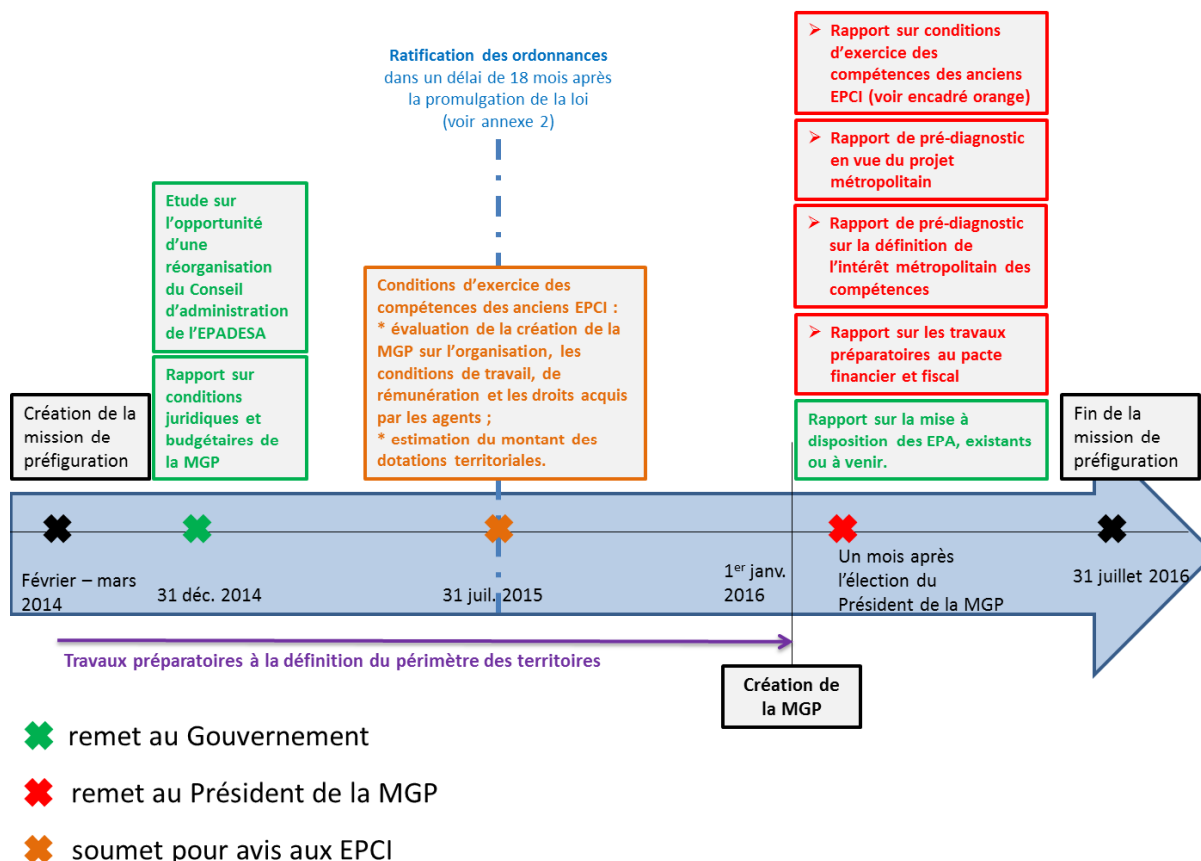 Ratification des ordonnances
dans un délai de 18 mois après
la promulgation de la loi
(voir annexe 2)
➢ Rapport sur conditions
d’exercice des
compétences des anciens
EPCI (voir encadré orange)
➢ Rapport de pré-diagnostic
en vue du projet
métropolitain
➢ Rapport de pré-diagnostic
sur la définition de
l’intérêt métropolitain des
compétences
➢ Rapport sur les travaux
préparatoires au pacte
financier et fiscal
Rapport sur la mise à
disposition des EPA, existants
ou à venir.
Etude sur
l’opportunité
d’une
réorganisation
du Conseil
d’administration
de l’EPADESA
Rapport sur
conditions
juridiques et
budgétaires de
la MGP
Conditions d’exercice des
compétences des anciens EPCI :
* évaluation de la création de la
MGP sur l’organisation, les
conditions de travail, de
rémunération et les droits acquis
par les agents ;
* estimation du montant des
dotations territoriales.
Création de la
mission de
préfiguration
Fin de la
mission de
préfiguration
Février – mars
2014
31 déc. 2014
31 juil. 2015
1er janv.
2016
Un mois après
l’élection du
Président de la MGP
31 juillet 2016
Travaux préparatoires à la définition du périmètre des territoires
Création de
la MGP
remet au Gouvernement
remet au Président de la MGP
soumet pour avis aux EPCI